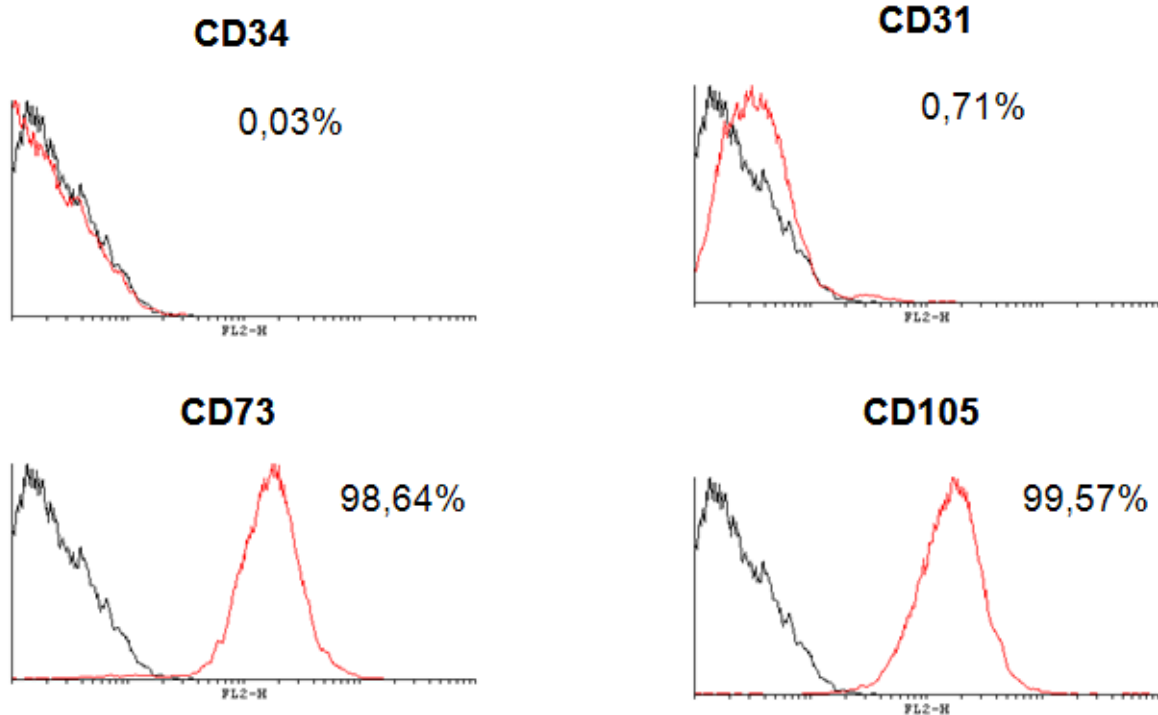 CD34
0,03%
FL2-H
CD31
0,71%
FL2-H
CD73
98,64%
FL2-H
CD105
99,57%
FL2-H